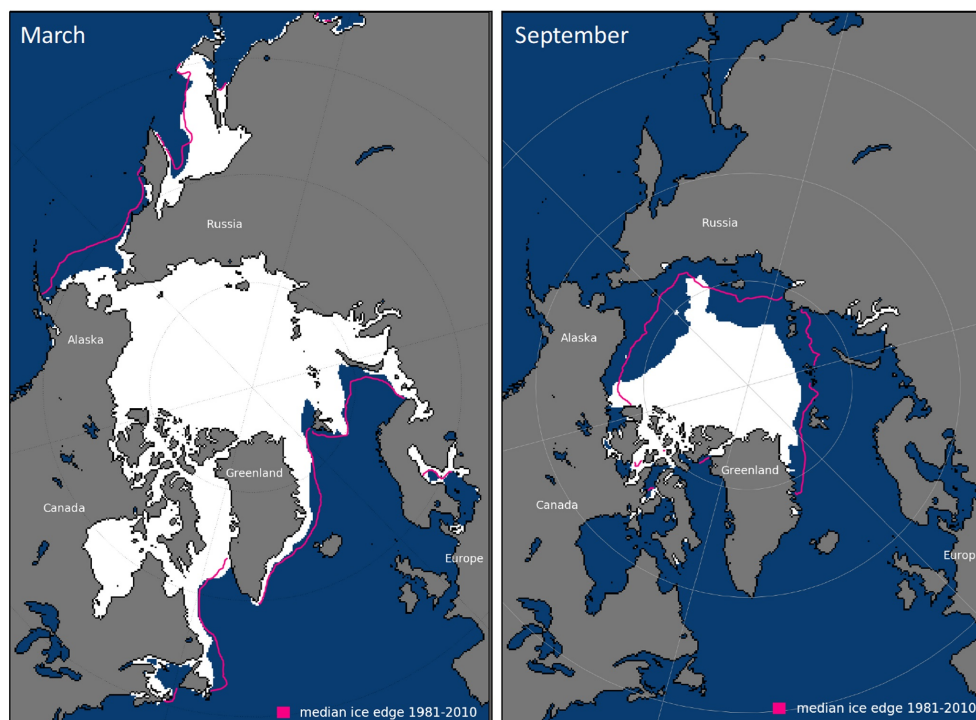 March
Russia
Alaska
Greenland
Canada
Europe
median ice edge 1981-2010
September
Russia
Alaska
Greenland
Canada
Europ
median ice edge 1981-2010